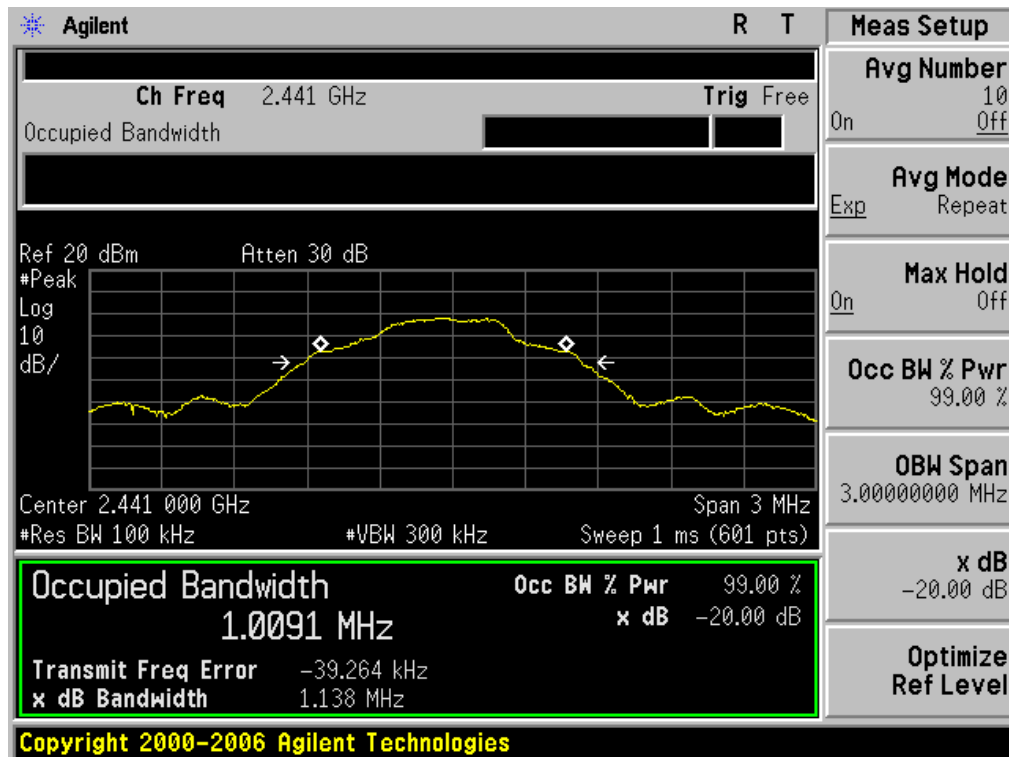 Agilent R T
Ch Freq 2.441 GHz Trig Free
Occupied Bandwidth
Ref 20 dBm Atten 30 dB
#Peak
Log
10
dB/
Center 2.441 000 GHz Span 3 MHz
#Res BW 100 kHz #VBW 300 kHz Sweep 1 ms (601 pts)
Occupied Bandwidth Occ BW % Pwr 99.00 %
1.0091 MHz x dB -20.00 dB
Transmit Freq Error -39.264 kHz
x dB Bandwidth 1.138 MHz
Copyright 2000-2006 Agilent Technologies
Meas Setup
Avg Number
10
On Off
Avg Mode
Exp Repeat
Max Hold
On Off
Occ BW % Pwr
99.00 %
OBW Span
3.00000000 MHz
x dB
-20.00 dB
Optimize
Ref Level